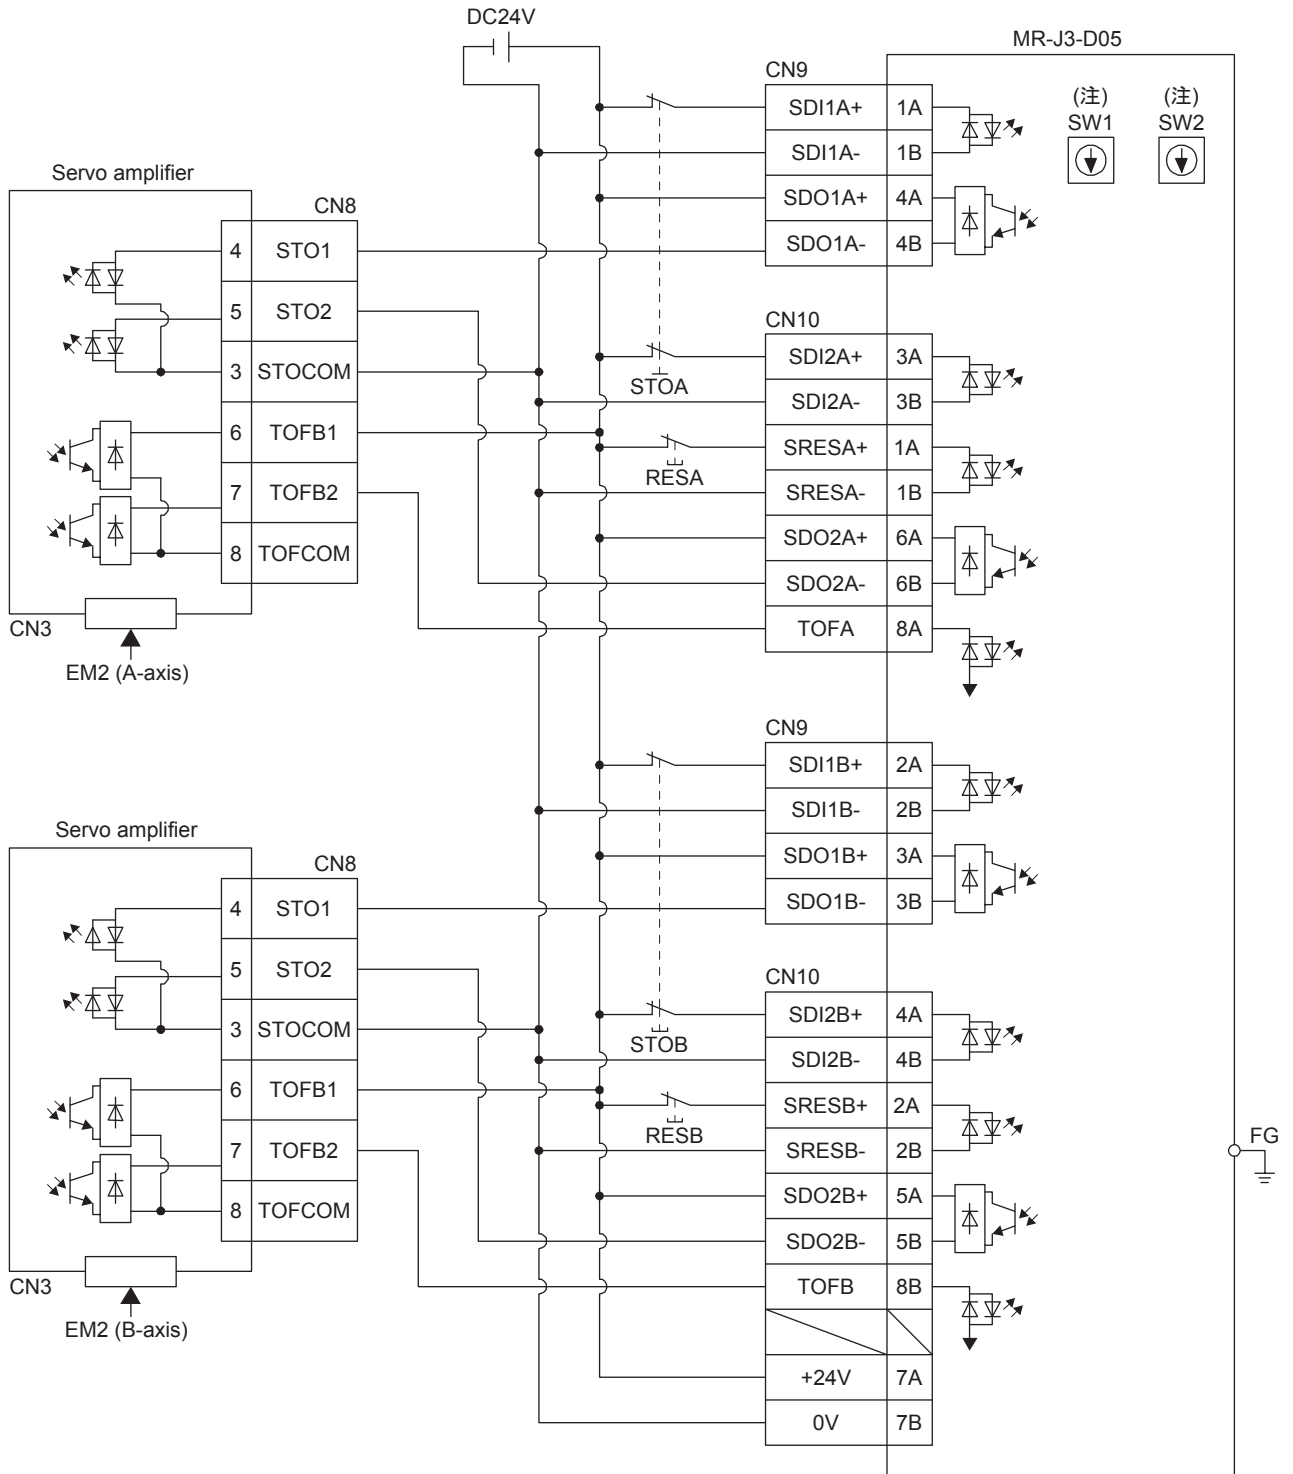 DC24V
MR-J3-D05
CN9
SDI1A+ 1A
SDI1A- 1B
SDO1A+ 4A
SDO1A- 4B
(注)
SW1
(注)
SW2
Servo amplifier
CN8
4 STO1
5 STO2
3 STOCOM
6 TOFB1
7 TOFB2
8 TOFCOM
CN3
EM2 (A-axis)
STOA
RESA
CN10
SDI2A+ 3A
SDI2A- 3B
SRESA+ 1A
SRESA- 1B
SDO2A+ 6A
SDO2A- 6B
TOFA 8A
CN9
SDI1B+ 2A
SDI1B- 2B
SDO1B+ 3A
SDO1B- 3B
Servo amplifier
CN8
4 STO1
5 STO2
3 STOCOM
6 TOFB1
7 TOFB2
8 TOFCOM
CN3
EM2 (B-axis)
STOB
RESB
CN10
SDI2B+ 4A
SDI2B- 4B
SRESB+ 2A
SRESB- 2B
SDO2B+ 5A
SDO2B- 5B
TOFB 8B
+24V 7A
0V 7B
FG